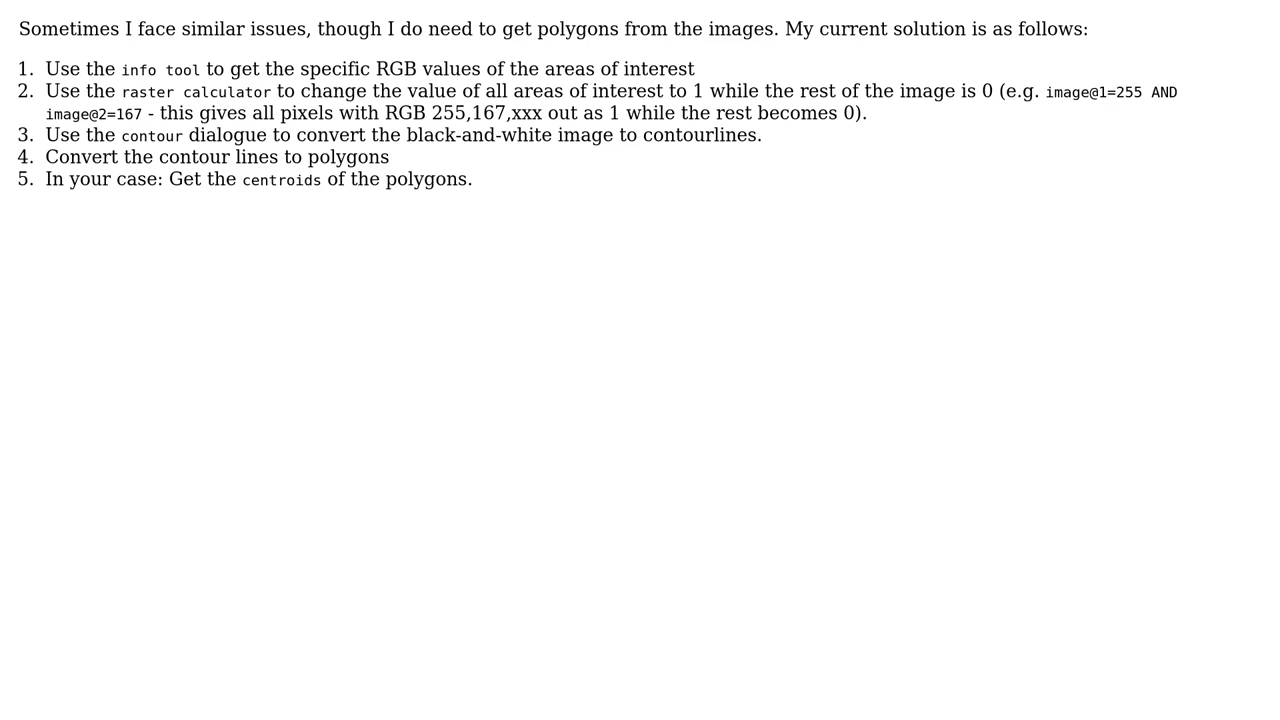 Sometimes I face similar issues, though I do need to get polygons from the images. My current solution is as follows:
1. Use the info tool to get the specific RGB values of the areas of interest
2. Use the raster calculator to change the value of all areas of interest to 1 while the rest of the image is 0 (e.g. image@1=255 AND
image@2=167 - this gives all pixels with RGB 255,167,xxx out as 1 while the rest becomes 0).
3. Use the contour dialogue to convert the black-and-white image to contourlines.
4. Convert the contour lines to polygons
5. In your case: Get the centroids of the polygons.